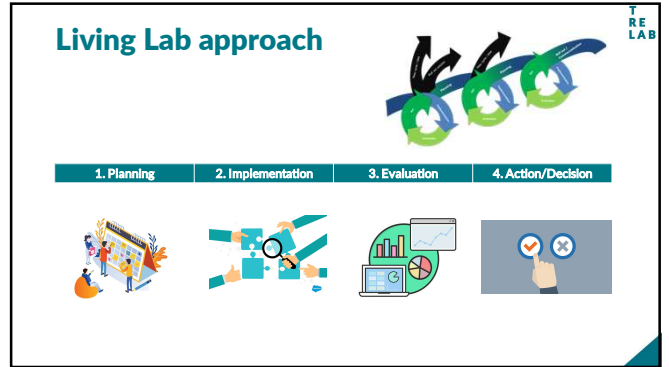 Living Lab approach
T
RE
LAB
1. Planning
2. Implementation
3. Evaluation
4. Action/Decision